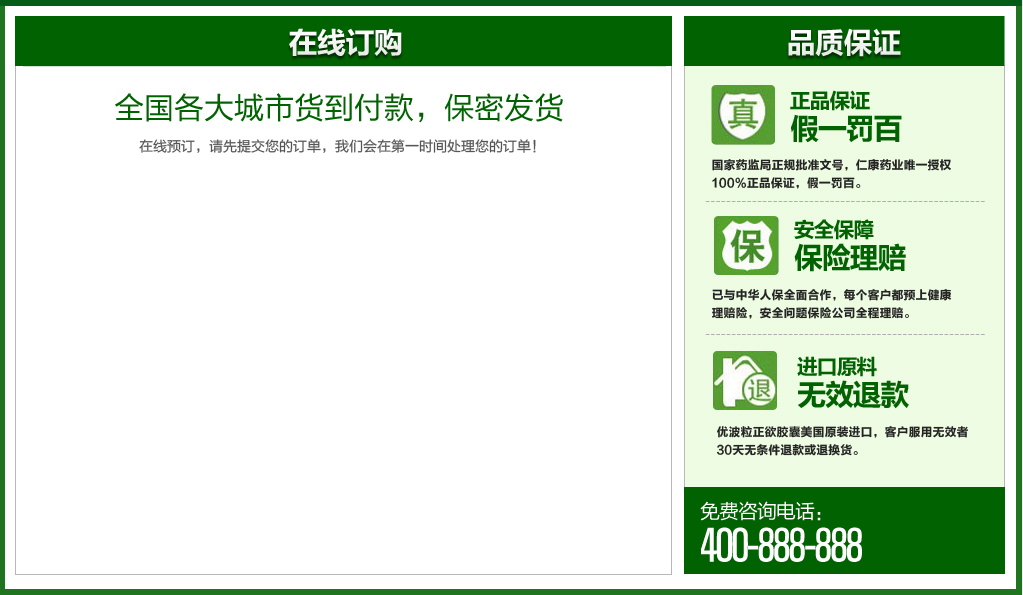 在线订购
全国各大城市货到付款，保密发货
在线预订，请先提交您的订单，我们会在第一时间处理您的订单！
品质保证
真
正品保证
假一罚百
国家药监局正规批准文号，仁康药业唯一授权
100%正品保证，假一罚百。
保
安全保障
保险理赔
已与中华人保全面合作，每个客户都预上健康
理赔险，安全问题保险公司全程理赔。
退
进口原料
无效退款
优波粒正欲胶囊美国原装进口，客户服用无效者
30天无条件退款或退换货。
免费咨询电话：
400-888-888